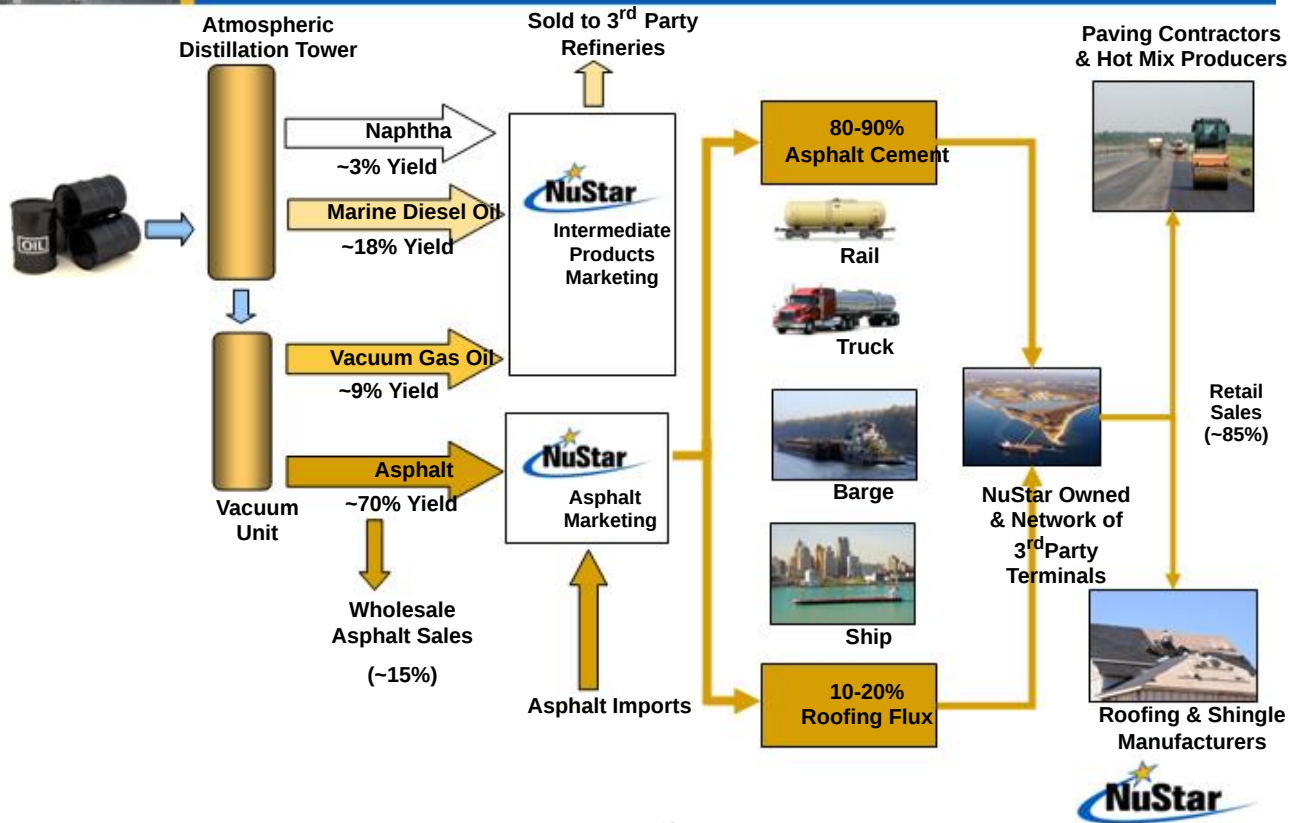 Atmospheric
Distillation Tower
Sold to 3rd Party
Refineries
Paving Contractors
& Hot Mix Producers
Naphtha
~3% Yield
Marine Diesel Oil
~18% Yield
NuStar
Intermediate
Products
Marketing
OIL
80-90%
Asphalt Cement
Rail
Truck
Vacuum Gas Oil
~9% Yield
Retail
Sales
(~85%)
Asphalt
~70% Yield
Vacuum
Unit
NuStar
Asphalt
Marketing
Barge
NuStar Owned
& Network of
3rdParty
Terminals
Wholesale
Asphalt Sales
(~15%)
Ship
Asphalt Imports
10-20%
Roofing Flux
Roofing & Shingle
Manufacturers
NuStar